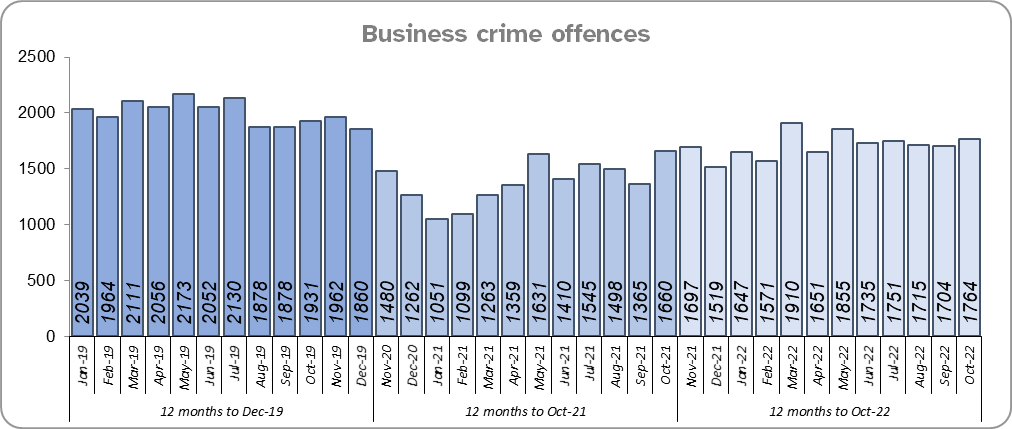 Business crime offences
2500
2000
1500
1000
500
0
2039 1964 2111 2056 2173 2052 2130 1878 1878 1931 1962 1860 1480 1262 1051 1099 1263 1359 1631 1410 1545 1498 1365 1660 1697 1519 1647 1571 1910 1651 1855 1735 1751 1715 1704 1764
Jan-19 Feb-19 Mar-19 Apr-19 May-19 Jun-19 Jul-19 Aug-19 Sep-19 Oct-19 Nov-19 Dec-19 Nov-20 Dec-20 Jan-21 Feb-21 Mar-21 Apr-21 May-21 Jun-21 Jul-21 Aug-21 Sep-21 Oct-21 Nov-21 Dec-21 Jan-22 Feb-22 Mar-22 Apr-22 May-22 Jun-22 Jul-22 Aug-22 Sep-22 Oct-22
12 months to Dec-19 12 months to Oct-21 12 months to Oct-22